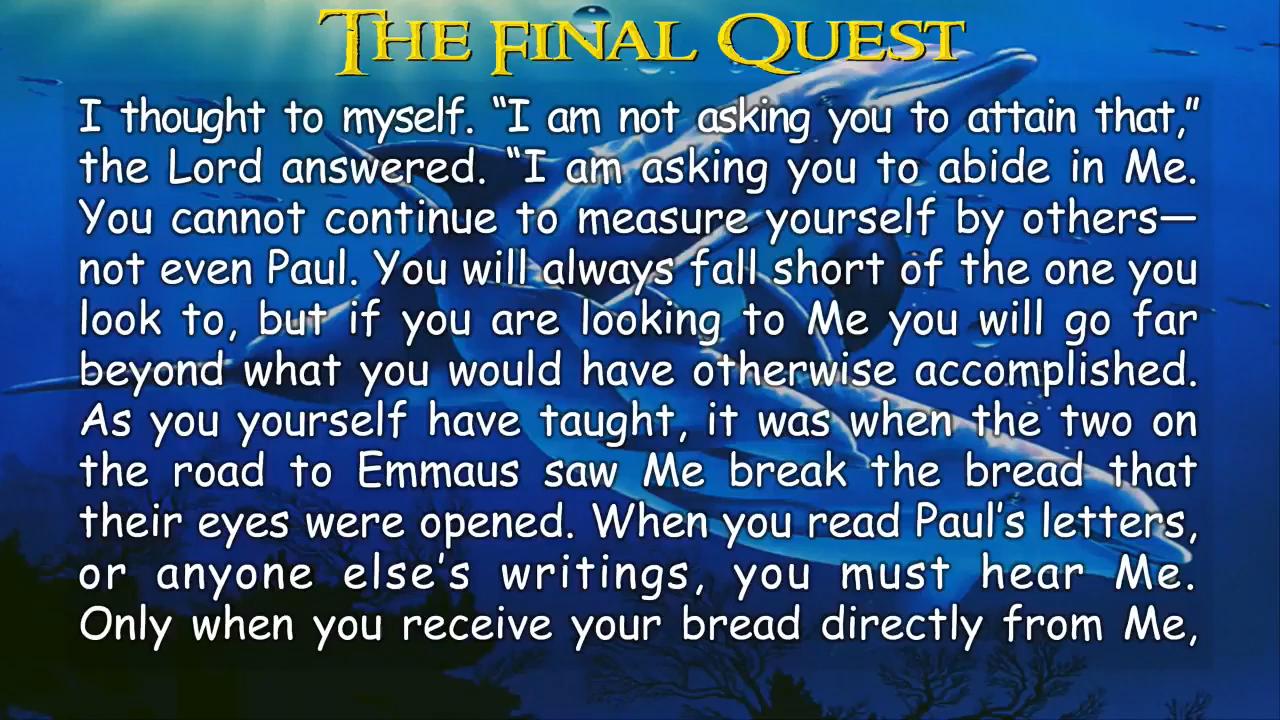 THE FINAL QUEST
I thought to myself. “I am not asking you to attain that,”
the Lord answered. “I am asking you to abide in Me.
You cannot continue to measure yourself by others—
not even Paul. You will always fall short of the one you
look to, but if you are looking to Me you will go far
beyond what you would have otherwise accomplished.
As you yourself have taught, it was when the two on
the road to Emmaus saw Me break the bread that
their eyes were opened. When you read Paul’s letters,
or anyone else’s writings, you must hear Me.
Only when you receive your bread directly from Me,